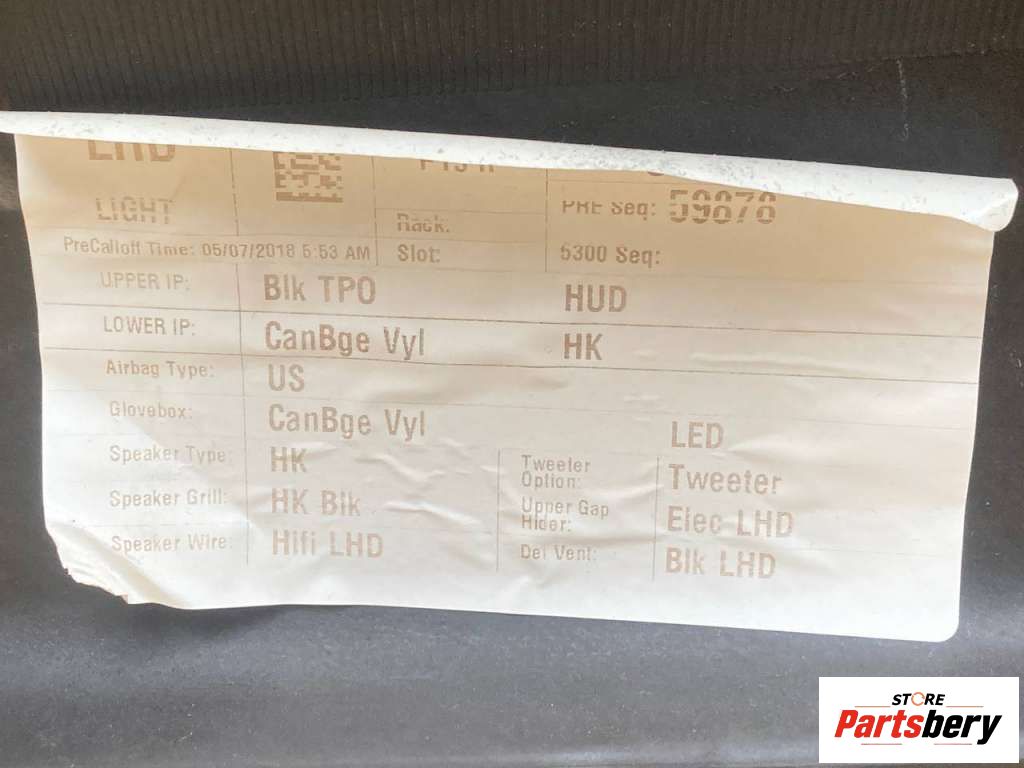 LHD
LIGHT
Rack:
PRE Seq: 59878
PreCalloff Time: 05/07/2018 5:53 AM
Slot:
5300 Seq:
UPPER IP: Blk TPO HUD
LOWER IP: CanBge Vyl HK
Airbag Type: US
Glovebox: CanBge Vyl LED
Speaker Type: HK Tweeter Option: Tweeter
Speaker Grill: HK Blk Upper Gap Hider: Elec LHD
Speaker Wire: Hifi LHD Def Vent: Blk LHD
STORE
Partsbery